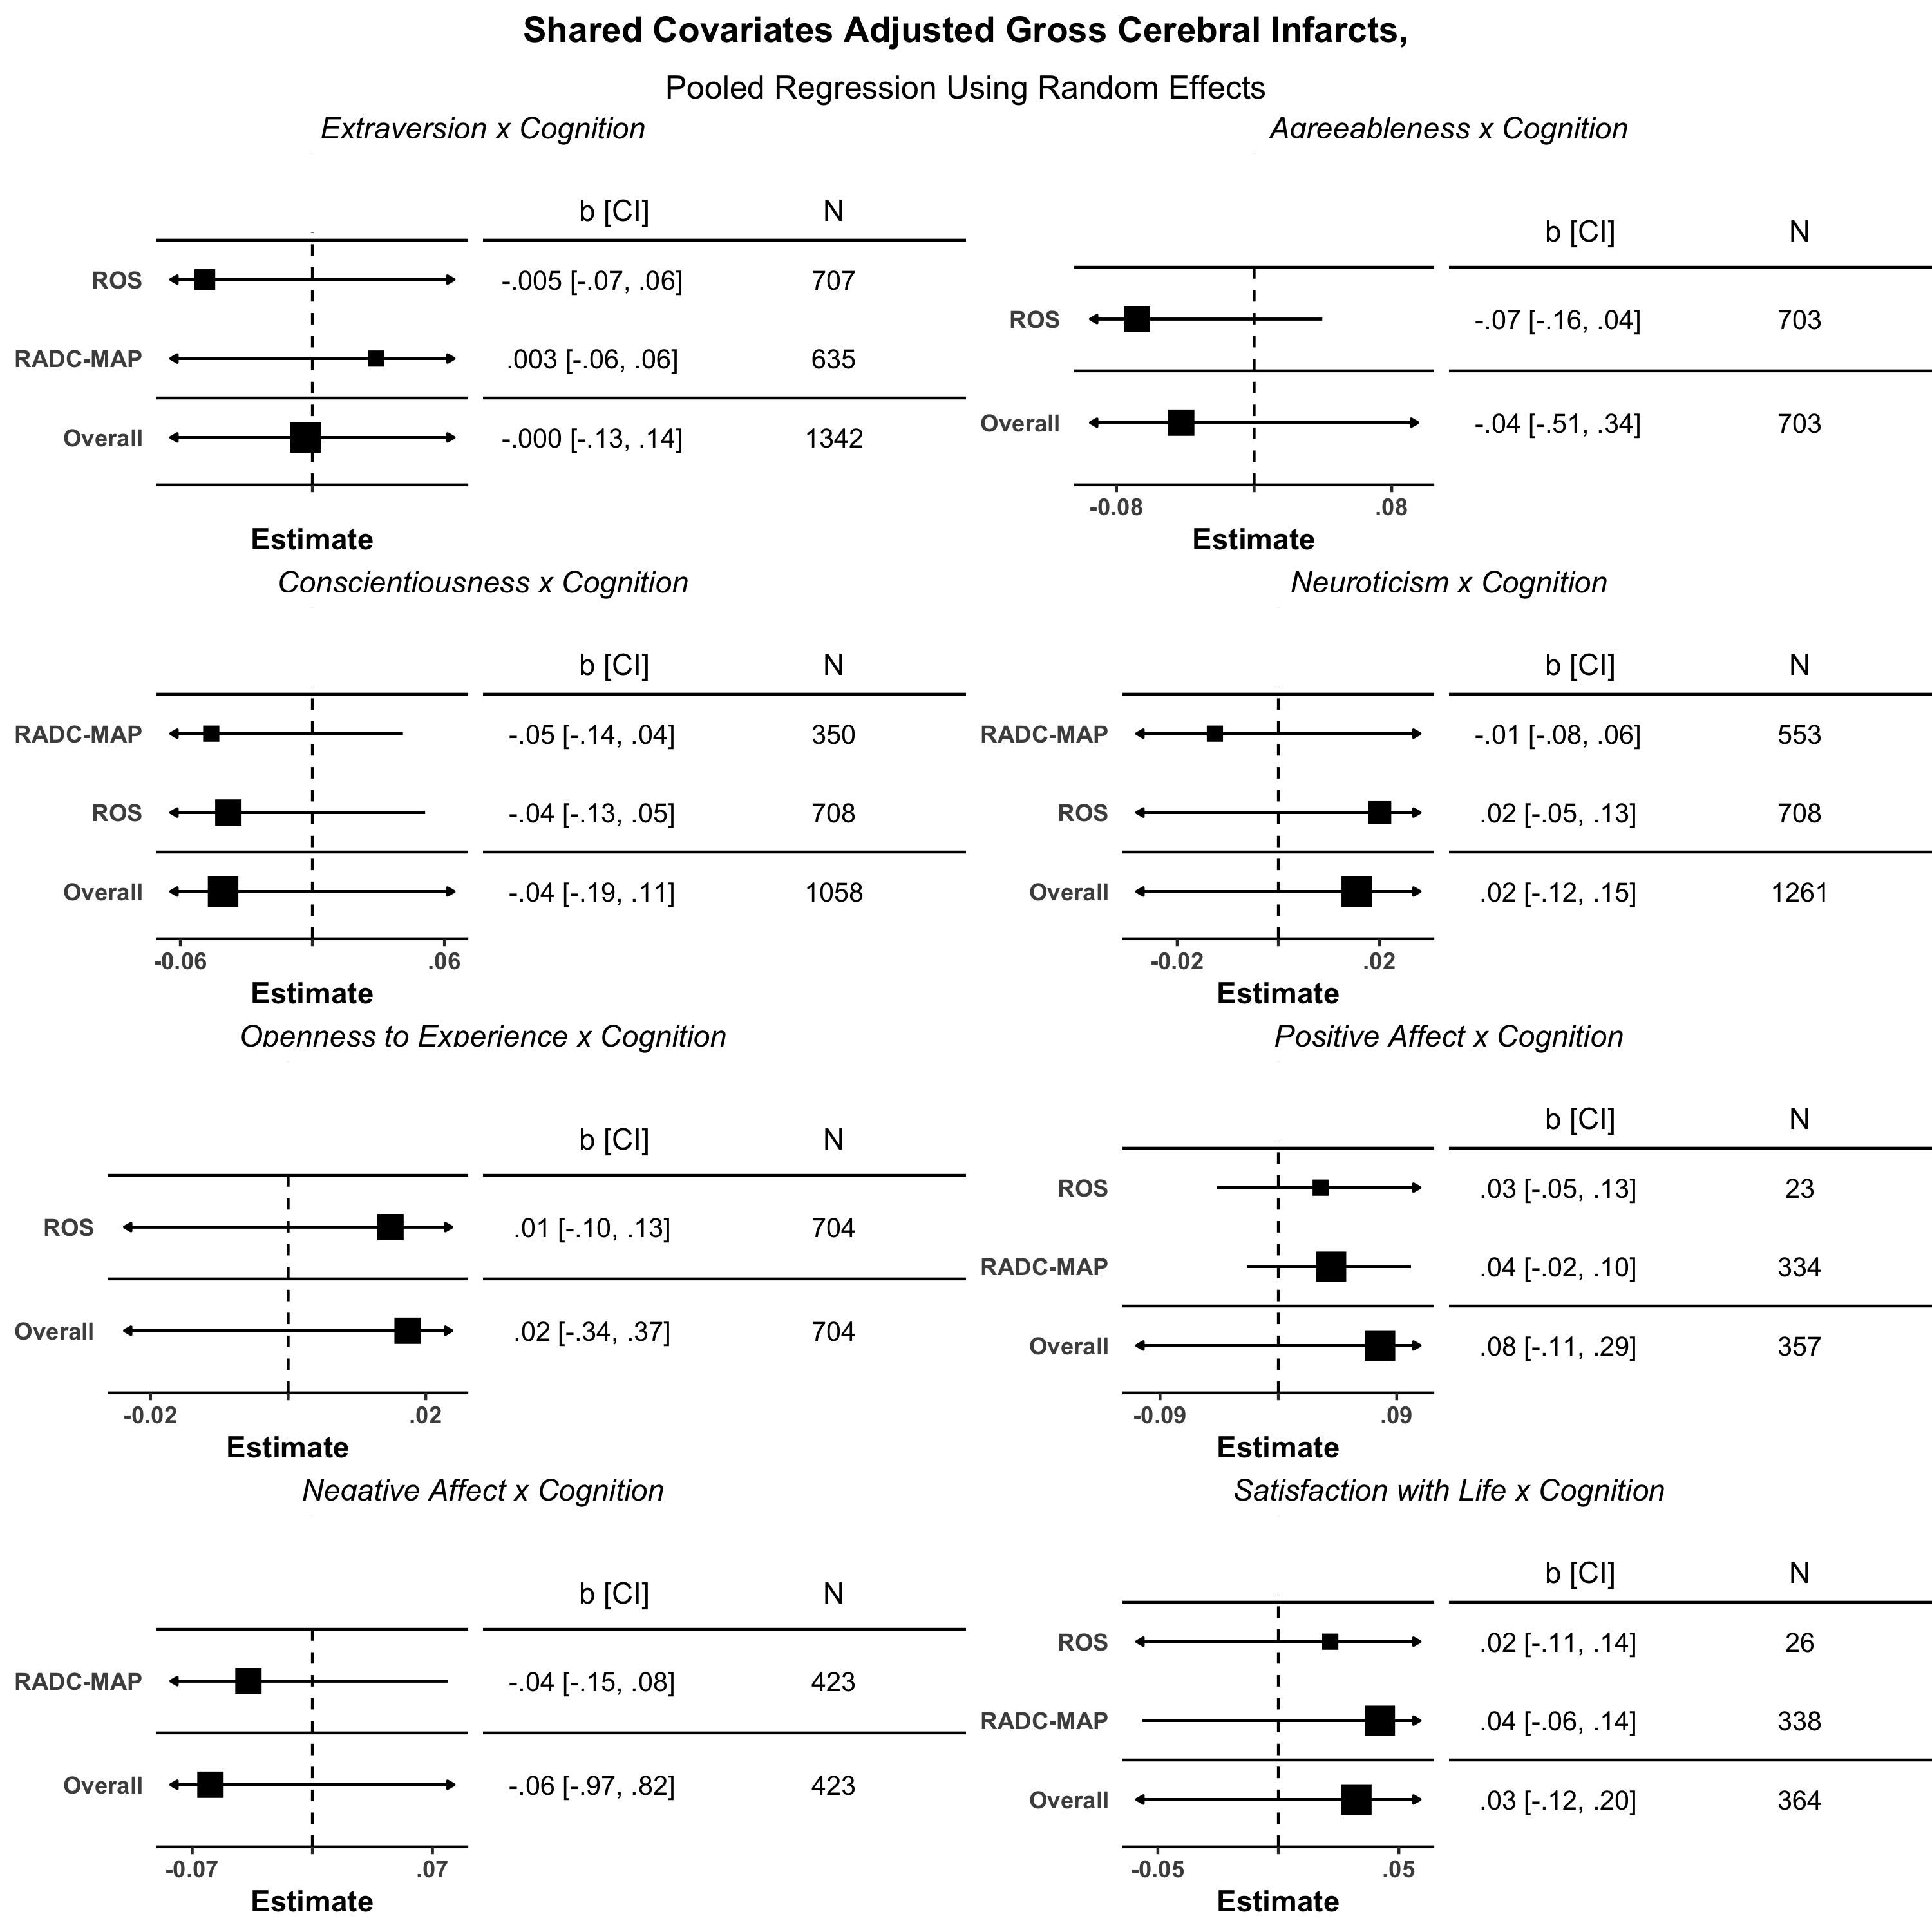 Shared Covariates Adjusted Gross Cerebral Infarcts,
Pooled Regression Using Random Effects
Extraversion x Cognition
b [CI] N
ROS -.005 [-.07, .06] 707
RADC-MAP .003 [-.06, .06] 635
Overall -.000 [-.13, .14] 1342
Estimate
Agreeableness x Cognition
b [CI] N
ROS -.07 [-.16, .04] 703
Overall -.04 [-.51, .34] 703
-0.08 .08
Estimate
Conscientiousness x Cognition
b [CI] N
RADC-MAP -.05 [-.14, .04] 350
ROS -.04 [-.13, .05] 708
Overall -.04 [-.19, .11] 1058
-0.06 .06
Estimate
Neuroticism x Cognition
b [CI] N
RADC-MAP -.01 [-.08, .06] 553
ROS .02 [-.05, .13] 708
Overall .02 [-.12, .15] 1261
-0.02 .02
Estimate
Openness to Experience x Cognition
b [CI] N
ROS .01 [-.10, .13] 704
Overall .02 [-.34, .37] 704
-0.02 .02
Estimate
Positive Affect x Cognition
b [CI] N
ROS .03 [-.05, .13] 23
RADC-MAP .04 [-.02, .10] 334
Overall .08 [-.11, .29] 357
-0.09 .09
Estimate
Negative Affect x Cognition
b [CI] N
RADC-MAP -.04 [-.15, .08] 423
Overall -.06 [-.97, .82] 423
-0.07 .07
Estimate
Satisfaction with Life x Cognition
b [CI] N
ROS .02 [-.11, .14] 26
RADC-MAP .04 [-.06, .14] 338
Overall .03 [-.12, .20] 364
-0.05 .05
Estimate